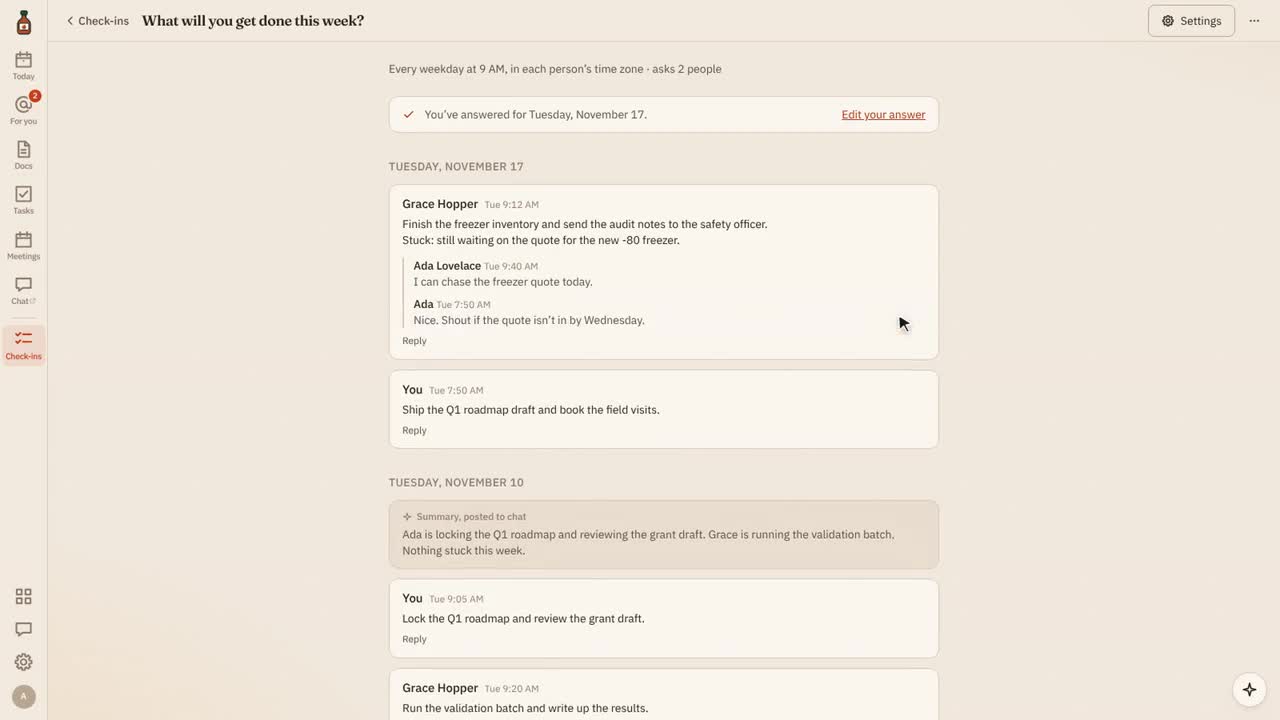 Check-ins
What will you get done this week?
Settings
Today
2
For you
Docs
Tasks
Meetings
Chat
Check-ins
A
Every weekday at 9 AM, in each person’s time zone · asks 2 people
You’ve answered for Tuesday, November 17.
Edit your answer
TUESDAY, NOVEMBER 17
Grace Hopper Tue 9:12 AM
Finish the freezer inventory and send the audit notes to the safety officer.
Stuck: still waiting on the quote for the new -80 freezer.
Ada Lovelace Tue 9:40 AM
I can chase the freezer quote today.
Ada Tue 7:50 AM
Nice. Shout if the quote isn’t in by Wednesday.
Reply
You Tue 7:50 AM
Ship the Q1 roadmap draft and book the field visits.
Reply
TUESDAY, NOVEMBER 10
Summary, posted to chat
Ada is locking the Q1 roadmap and reviewing the grant draft. Grace is running the validation batch.
Nothing stuck this week.
You Tue 9:05 AM
Lock the Q1 roadmap and review the grant draft.
Reply
Grace Hopper Tue 9:20 AM
Run the validation batch and write up the results.